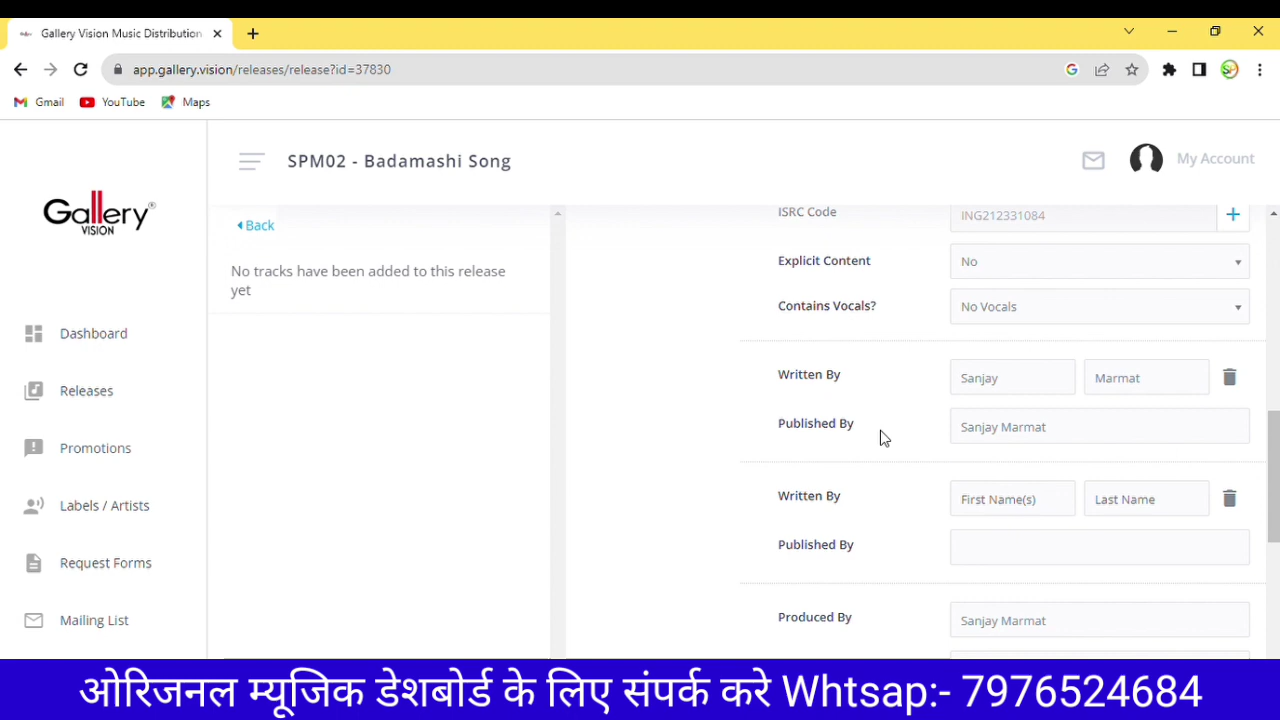 Gallery Vision Music Distribution
app.gallery.vision/releases/release?id=37830
Gmail YouTube Maps
Gallery®
VISION
SPM02 - Badamashi Song
My Account
Back
No tracks have been added to this release
yet
Dashboard
Releases
Promotions
Labels / Artists
Request Forms
Mailing List
ISRC Code ING212331084 +
Explicit Content No
Contains Vocals? No Vocals
Written By Sanjay Marmat
Published By Sanjay Marmat
Written By First Name(s) Last Name
Published By
Produced By Sanjay Marmat
ओरिजनल म्यूजिक डेशबोर्ड के लिए संपर्क करे Whtsap:- 7976524684